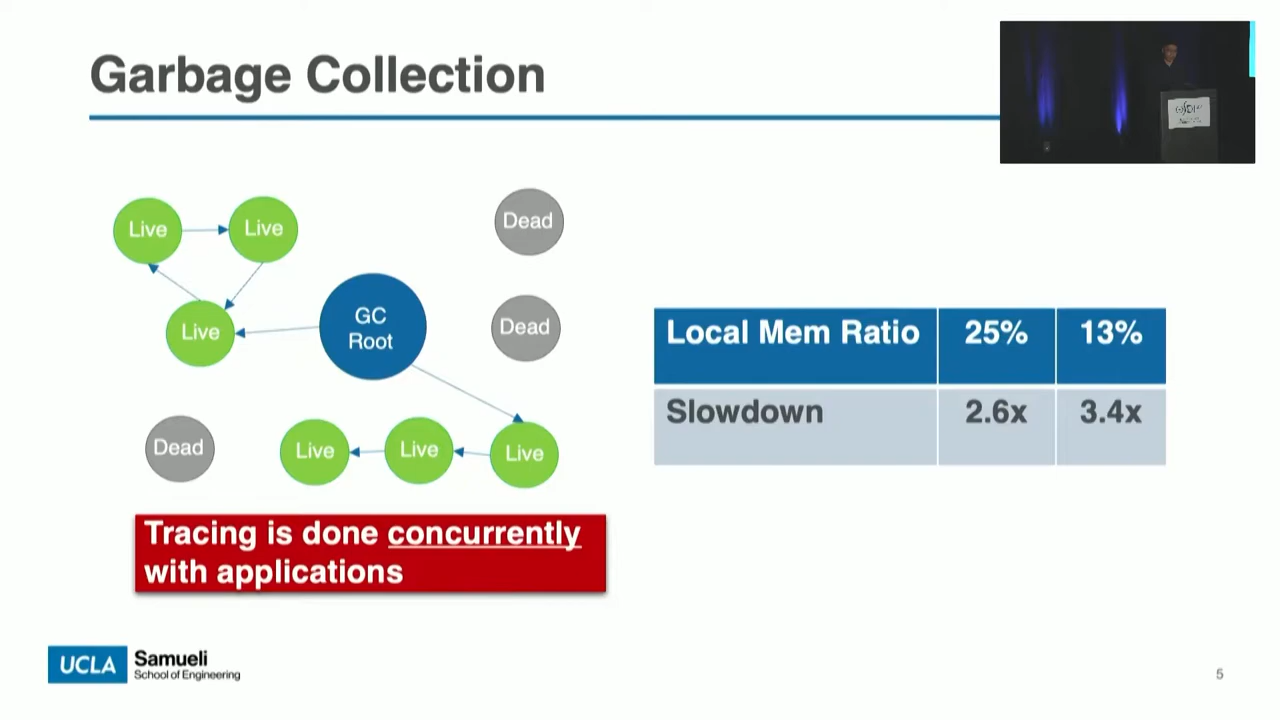 Garbage Collection
Live
Live
Dead
Live
GC
Root
Dead
Dead
Live
Live
Live
Tracing is done concurrently
with applications
Local Mem Ratio 25% 13%
Slowdown 2.6x 3.4x
UCLA Samueli
School of Engineering
5